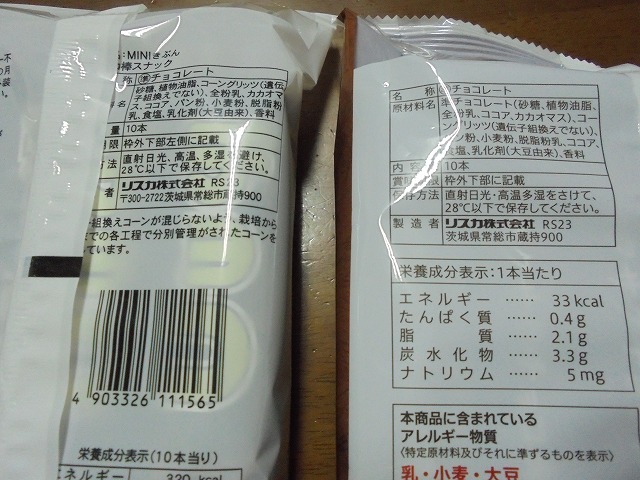 MINIきぶん
棒スナック
称 準チョコレート
砂糖、植物油脂、コーングリッツ(遺伝
子組換えでない)、全粉乳、カカオマ
ス、ココア、パン粉、小麦粉、脱脂粉
乳、食塩、乳化剤(大豆由来)、香料
量 10本
限 枠外下部左側に記載
法 直射日光、高温、多湿を避け、
28℃以下で保存してください。
者 リスカ株式会社 RS23
〒300-2722茨城県常総市蔵持900
組換えコーンが混じらないよう、栽培から
での各工程で分別管理されたコーンを
ています。
4 903326 111565
栄養成分表示(10本当り)
エネルギー 320 kcal
名 称 準チョコレート
原材料名 準チョコレート(砂糖、植物油脂、
全粉乳、ココア、カカオマス)、コー
ングリッツ(遺伝子組換えでない)、
パン粉、小麦粉、脱脂粉乳、ココア、
食塩、乳化剤(大豆由来)、香料
内 容 量 10本
賞味期限 枠外下部に記載
保存方法 直射日光・高温多湿をさけて、
28℃以下で保存してください。
製造者 リスカ株式会社 RS23
茨城県常総市蔵持900
栄養成分表示:1本当たり
エネルギー …… 33 kcal
たんぱく質 …… 0.4 g
脂質 …… 2.1 g
炭水化物 …… 3.3 g
ナトリウム …… 5 mg
本商品に含まれている
アレルギー物質
〈特定原材料及びそれに準ずるものを表示〉
乳・小麦・大豆